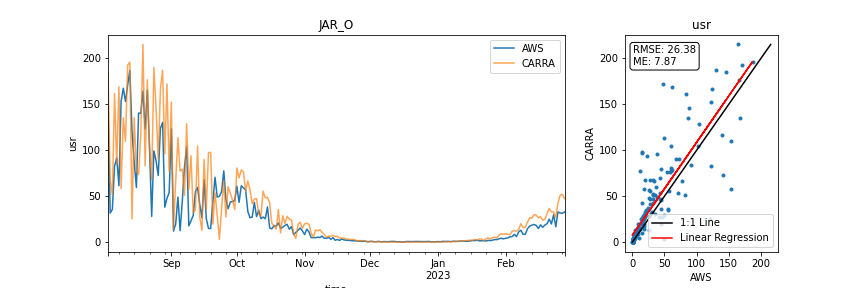 JAR_O
usr
200
150
100
50
0
usr
AWS
CARRA
Sep
Oct
Nov
Dec
Jan
2023
Feb
time
usr
200
150
100
50
0
CARRA
RMSE: 26.38
ME: 7.87
1:1 Line
Linear Regression
0
50
100
150
200
AWS